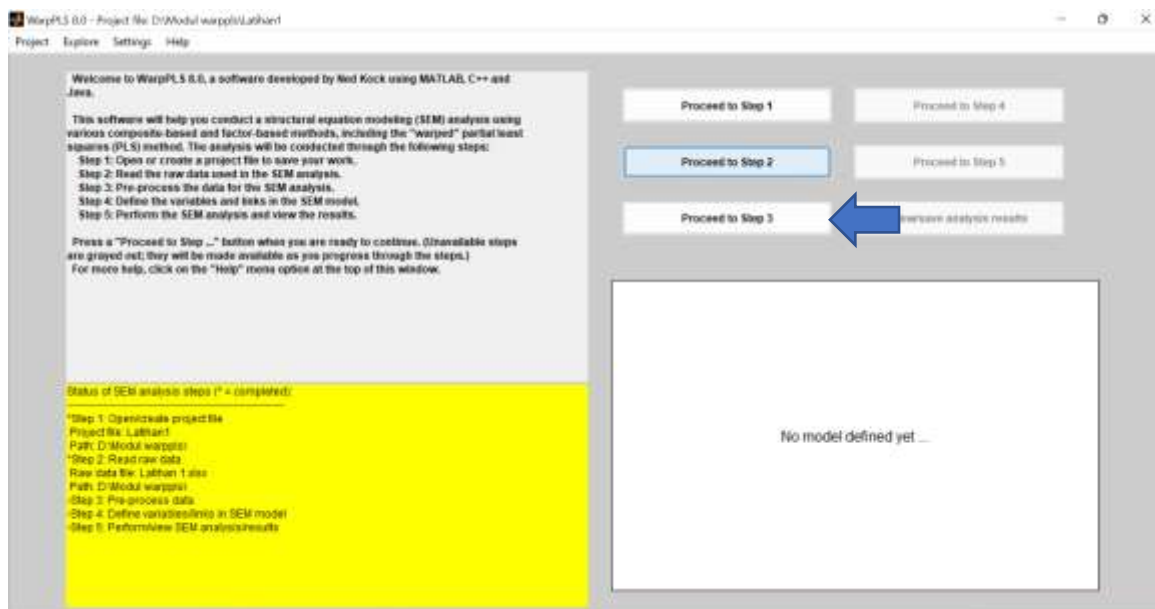 WarpPLS 8.0 - Project file: D:\Modul warppls\Latihan1
Project Explore Settings Help
Welcome to WarpPLS 8.0, a software developed by Ned Kock using MATLAB, C++ and
Java.
This software will help you conduct a structural equation modeling (SEM) analysis using
various composite-based and factor-based methods, including the "warped" partial least
squares (PLS) method. The analysis will be conducted through the following steps:
Step 1: Open or create a project file to save your work.
Step 2: Read the raw data used in the SEM analysis.
Step 3: Pre-process the data for the SEM analysis.
Step 4: Define the variables and links in the SEM model.
Step 5: Perform the SEM analysis and view the results.
Press a "Proceed to Step ..." button when you are ready to continue. (Unavailable steps
are grayed out; they will be made available as you progress through the steps.)
For more help, click on the "Help" menu option at the top of this window.
Status of SEM analysis steps (* = completed):
*Step 1: Open/create project file
Project file: Latihan1
Path: D:\Modul warppls\
*Step 2: Read raw data
Raw data file: Latihan 1.xlsx
Path: D:\Modul warppls\
-Step 3: Pre-process data
-Step 4: Define variables/links in SEM model
-Step 5: Perform/view SEM analysis/results
Proceed to Step 1
Proceed to Step 4
Proceed to Step 2
Proceed to Step 5
Proceed to Step 3
analysis results
No model defined yet ...